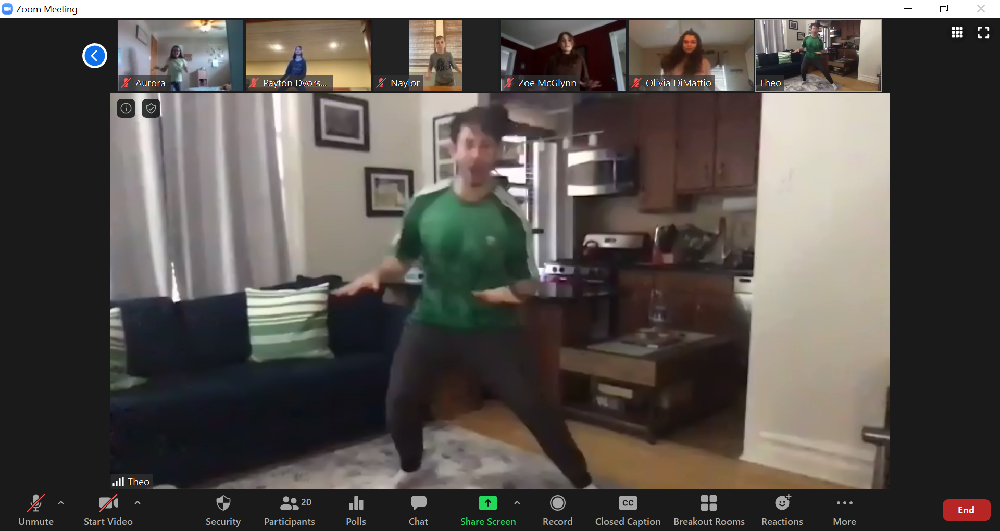 Zoom Meeting
Aurora
Payton Dvors...
Naylor
Zoe McGlynn
Olivia DiMattio
Theo
Theo
20
CC
Unmute
Start Video
Security
Participants
Polls
Chat
Share Screen
Record
Closed Caption
Breakout Rooms
Reactions
More
End